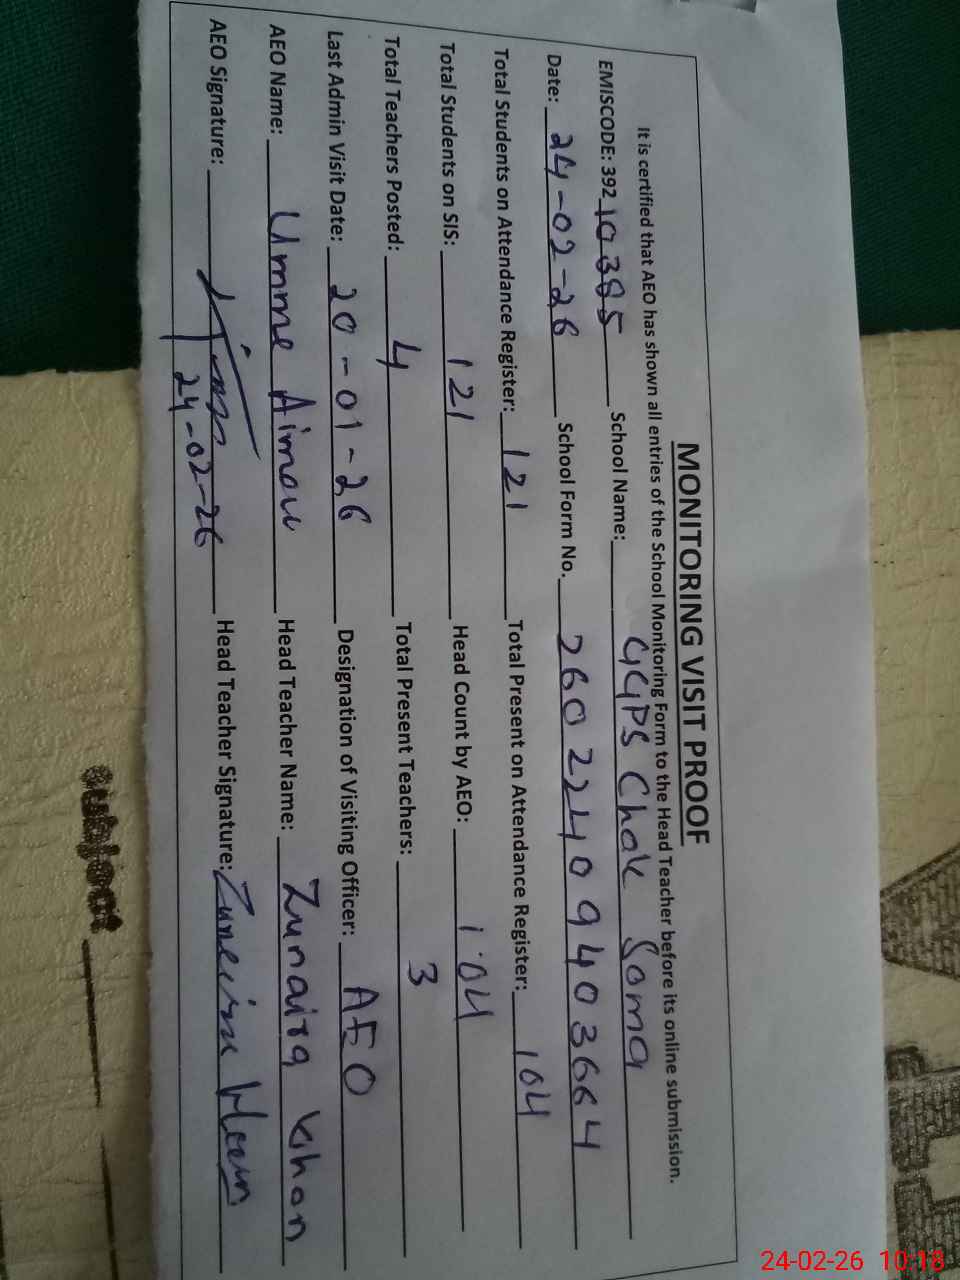 MONITORING VISIT PROOF
It is certified that AEO has shown all entries of the School Monitoring Form to the Head Teacher before its online submission.
EMISCODE: 39210385 School Name: GGPS Chak Soma
Date: 24-02-26 School Form No. 26022409403664
Total Students on Attendance Register: 121 Total Present on Attendance Register: 104
Total Students on SIS: 121 Head Count by AEO: 104
Total Teachers Posted: 4 Total Present Teachers: 3
Last Admin Visit Date: 20-01-26 Designation of Visiting Officer: AEO
AEO Name: Umme Aiman Head Teacher Name: Zunaira Khan
AEO Signature: 24-02-26 Head Teacher Signature:
subject
24-02-26 10:18